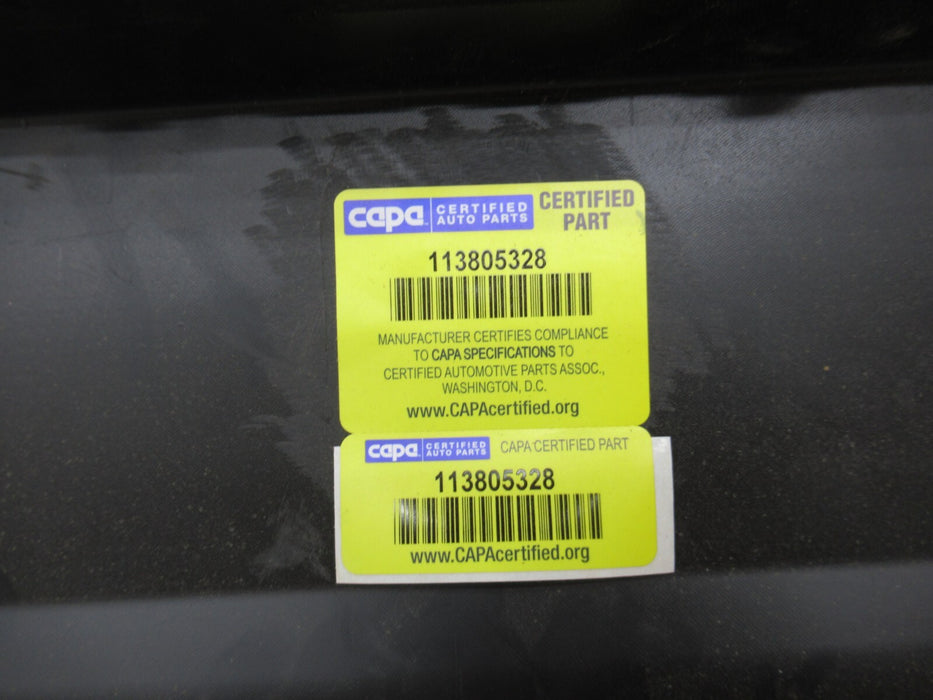 capa CERTIFIED AUTO PARTS
CERTIFIED PART
113805328
MANUFACTURER CERTIFIES COMPLIANCE
TO CAPA SPECIFICATIONS TO
CERTIFIED AUTOMOTIVE PARTS ASSOC.,
WASHINGTON, D.C.
www.CAPAcertified.org
capa CERTIFIED AUTO PARTS CAPA CERTIFIED PART
113805328
www.CAPAcertified.org